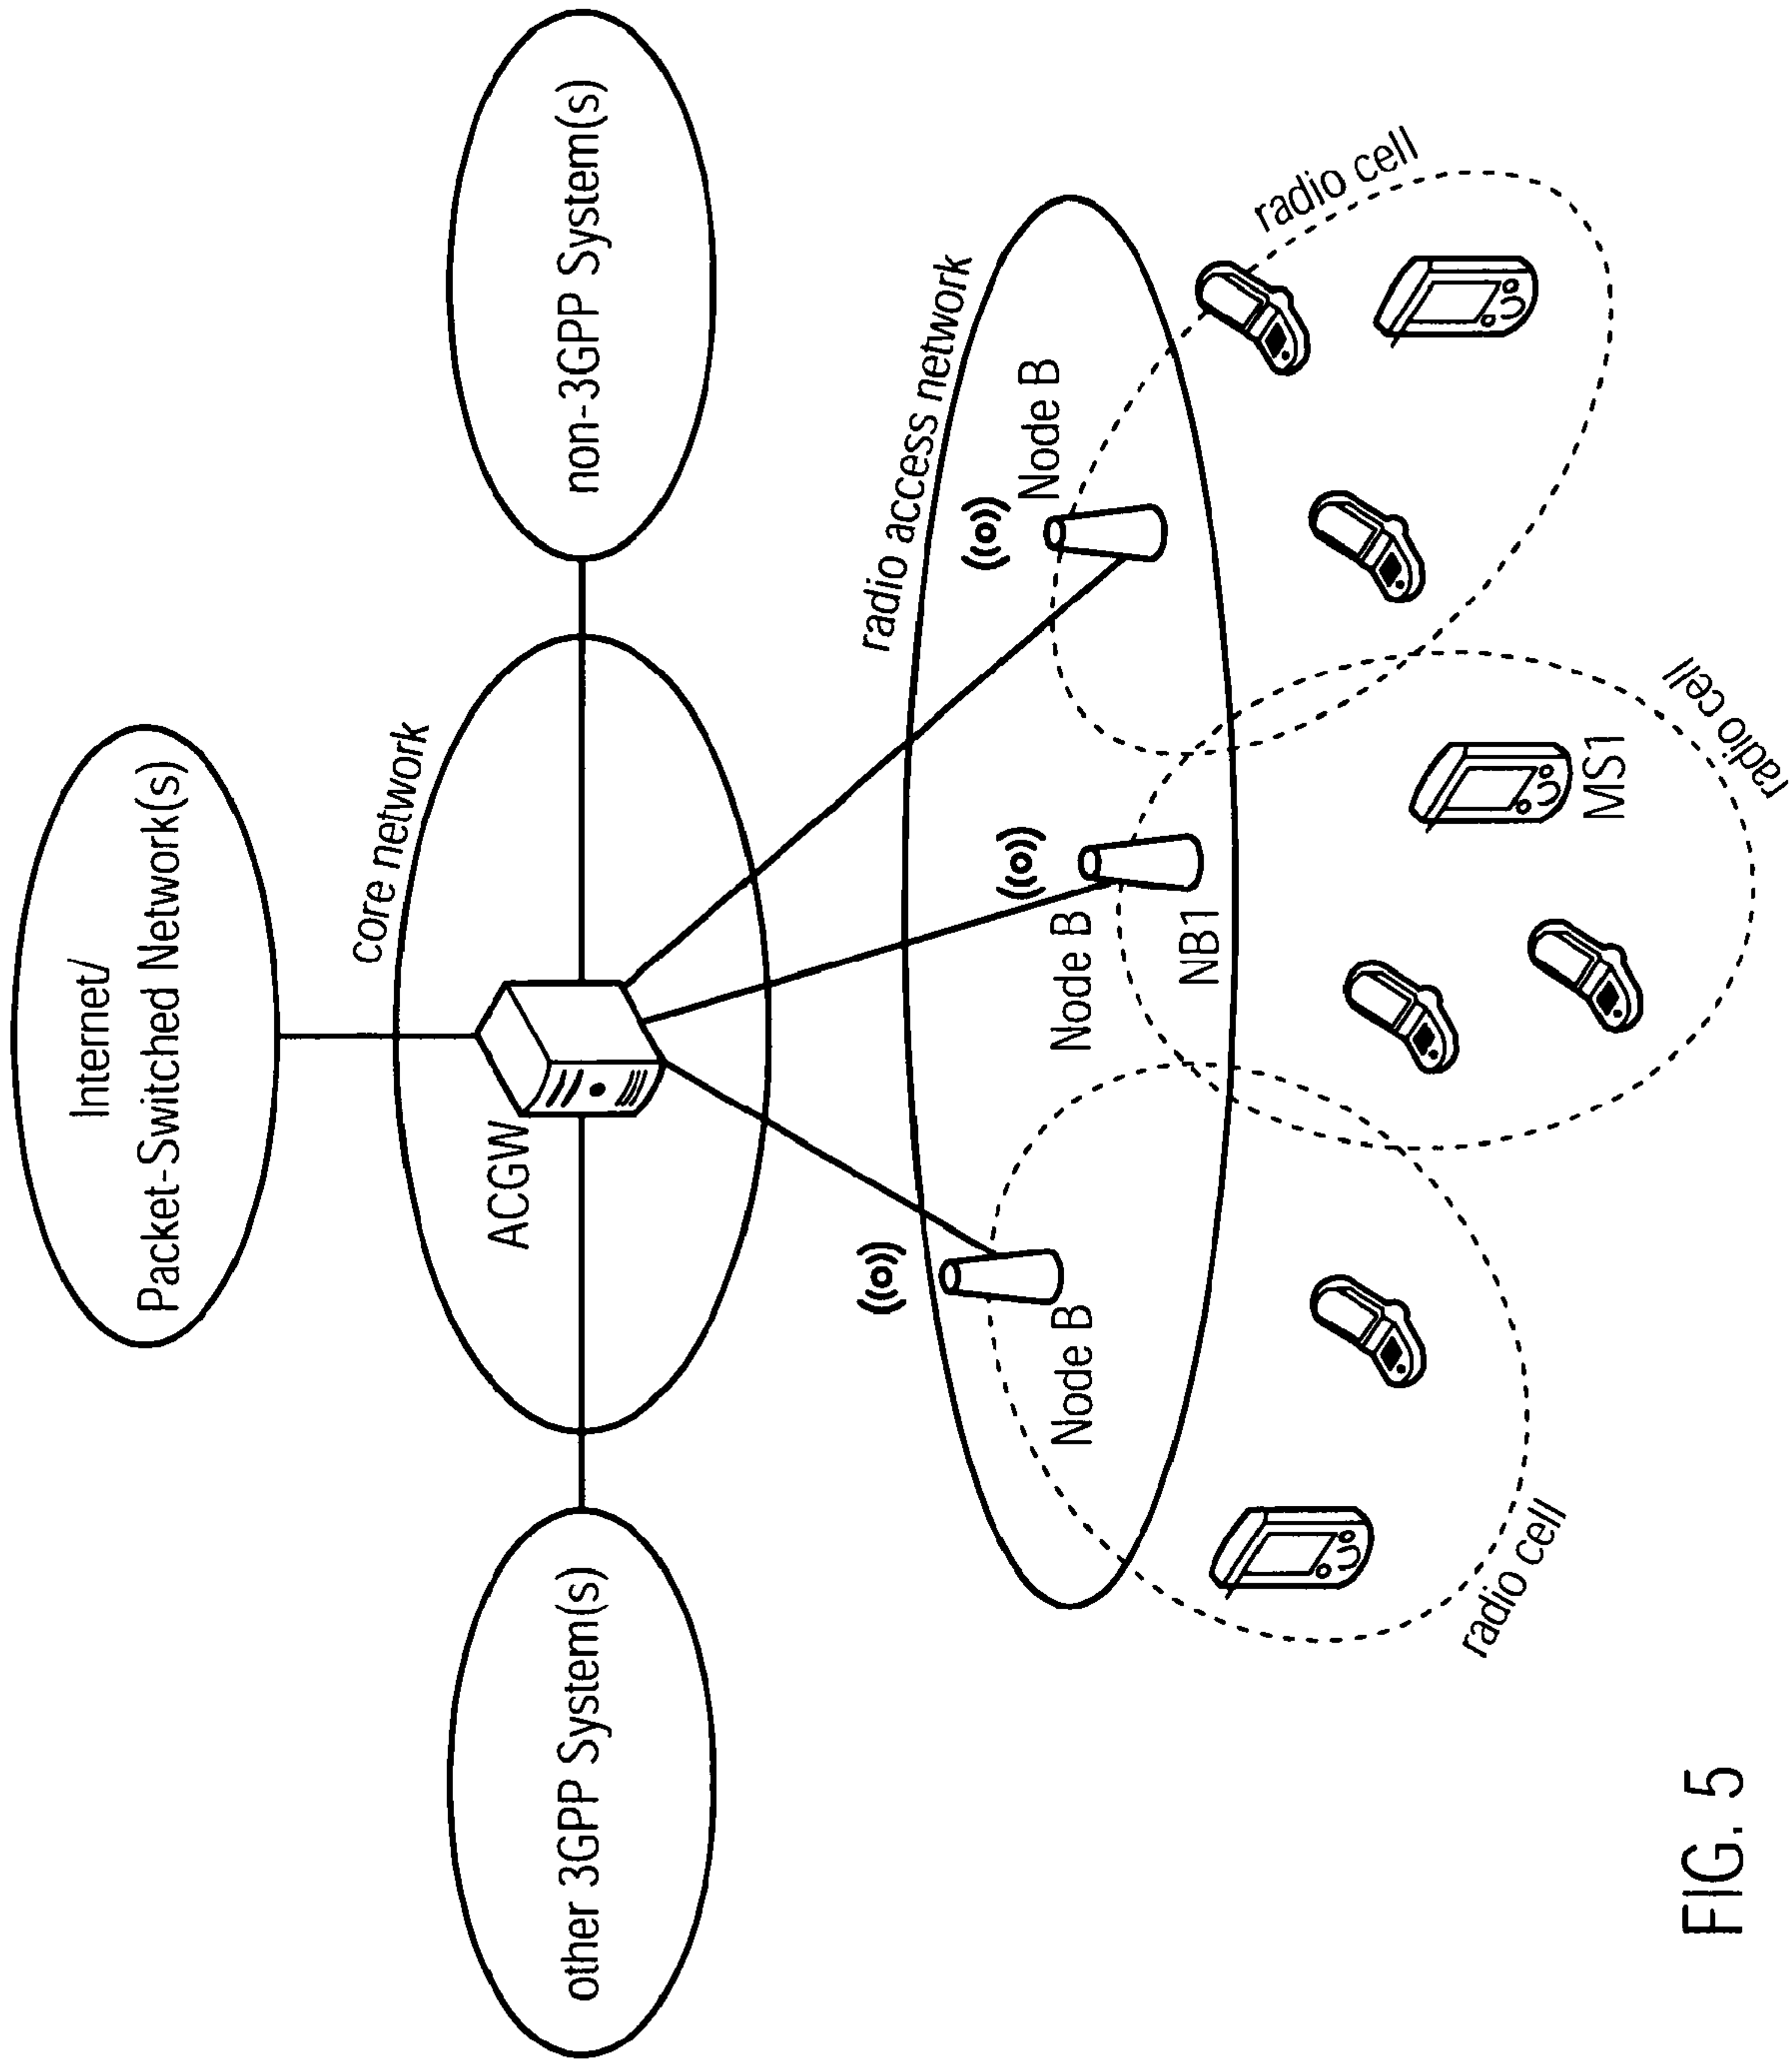 Internet/
Packet-Switched Network(s)
core network
other 3GPP System(s)
ACGW
non-3GPP System(s)
radio access network
Node B
Node B
NB1
Node B
radio cell
MS1
radio cell
radio cell
FIG. 5